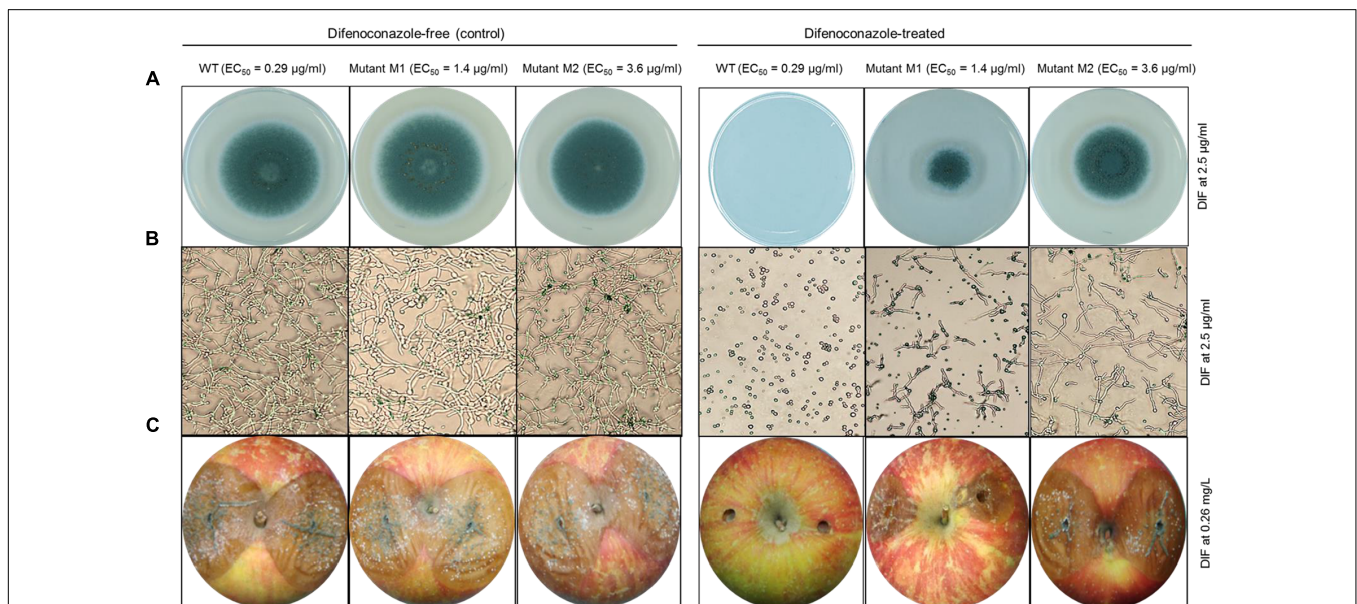 Difenoconazole-free (control)
Difenoconazole-treated
WT (EC₅₀ = 0.29 µg/ml)
Mutant M1 (EC₅₀ = 1.4 µg/ml)
Mutant M2 (EC₅₀ = 3.6 µg/ml)
WT (EC₅₀ = 0.29 µg/ml)
Mutant M1 (EC₅₀ = 1.4 µg/ml)
Mutant M2 (EC₅₀ = 3.6 µg/ml)
A
DIF at 2.5 µg/ml
B
DIF at 2.5 µg/ml
C
DIF at 0.26 mg/L